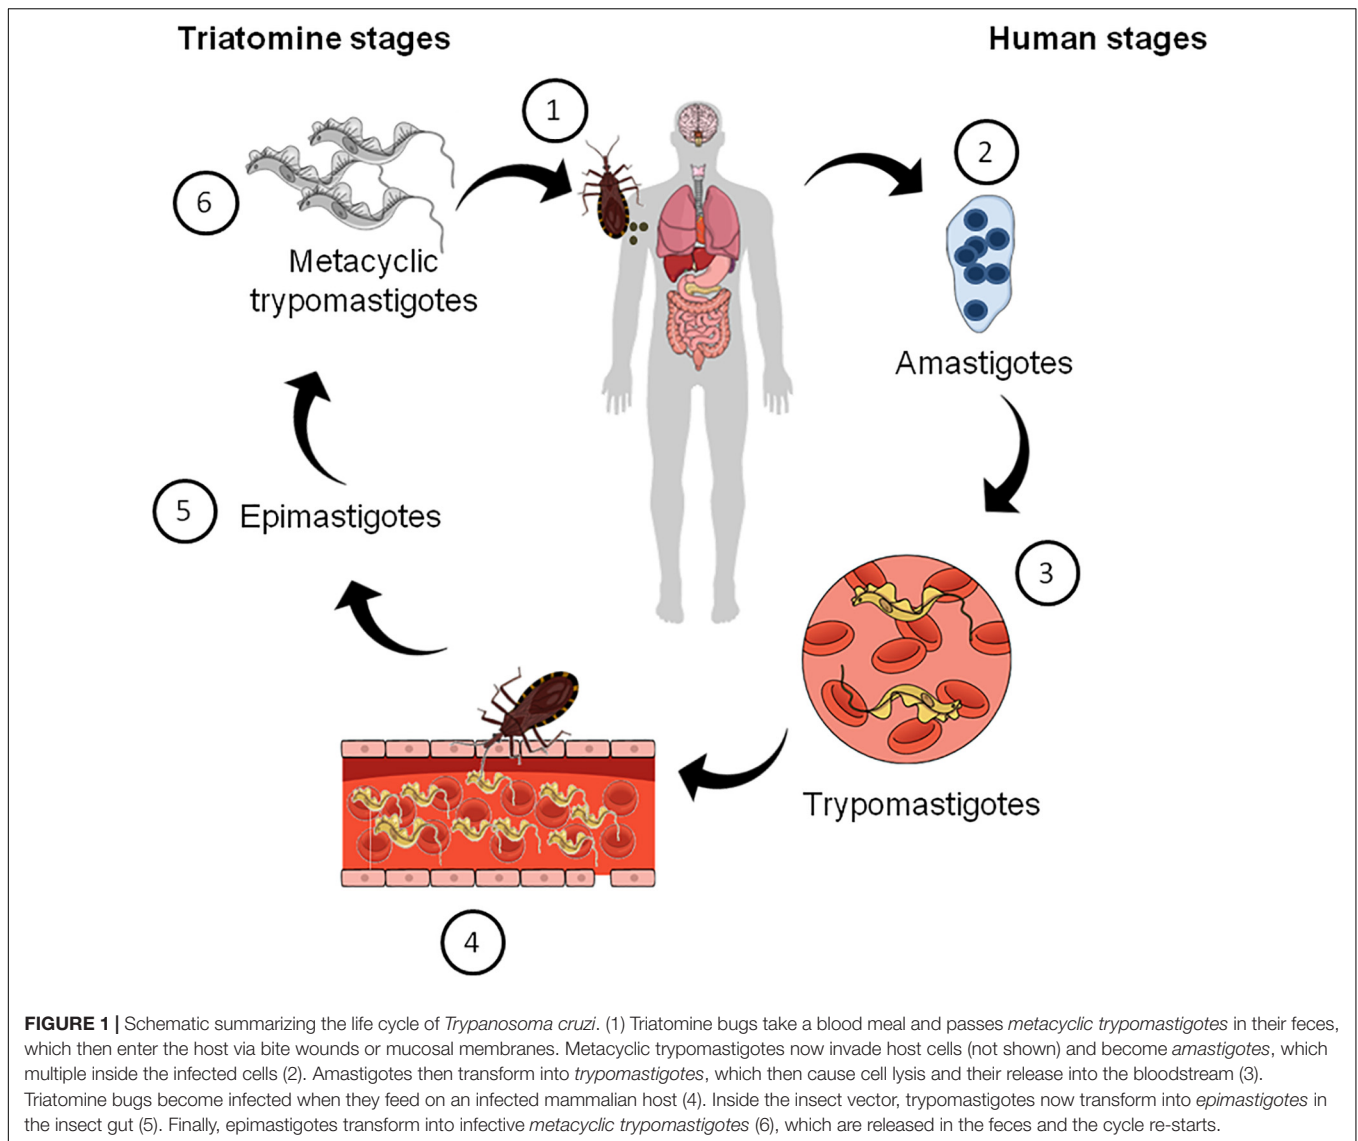 Triatomine stages
Human stages
1
2
6
Metacyclic
trypomastigotes
Amastigotes
5
Epimastigotes
3
Trypomastigotes
4
FIGURE 1 | Schematic summarizing the life cycle of Trypanosoma cruzi. (1) Triatomine bugs take a blood meal and passes metacyclic trypomastigotes in their feces,
which then enter the host via bite wounds or mucosal membranes. Metacyclic trypomastigotes now invade host cells (not shown) and become amastigotes, which
multiple inside the infected cells (2). Amastigotes then transform into trypomastigotes, which then cause cell lysis and their release into the bloodstream (3).
Triatomine bugs become infected when they feed on an infected mammalian host (4). Inside the insect vector, trypomastigotes now transform into epimastigotes in
the insect gut (5). Finally, epimastigotes transform into infective metacyclic trypomastigotes (6), which are released in the feces and the cycle re-starts.